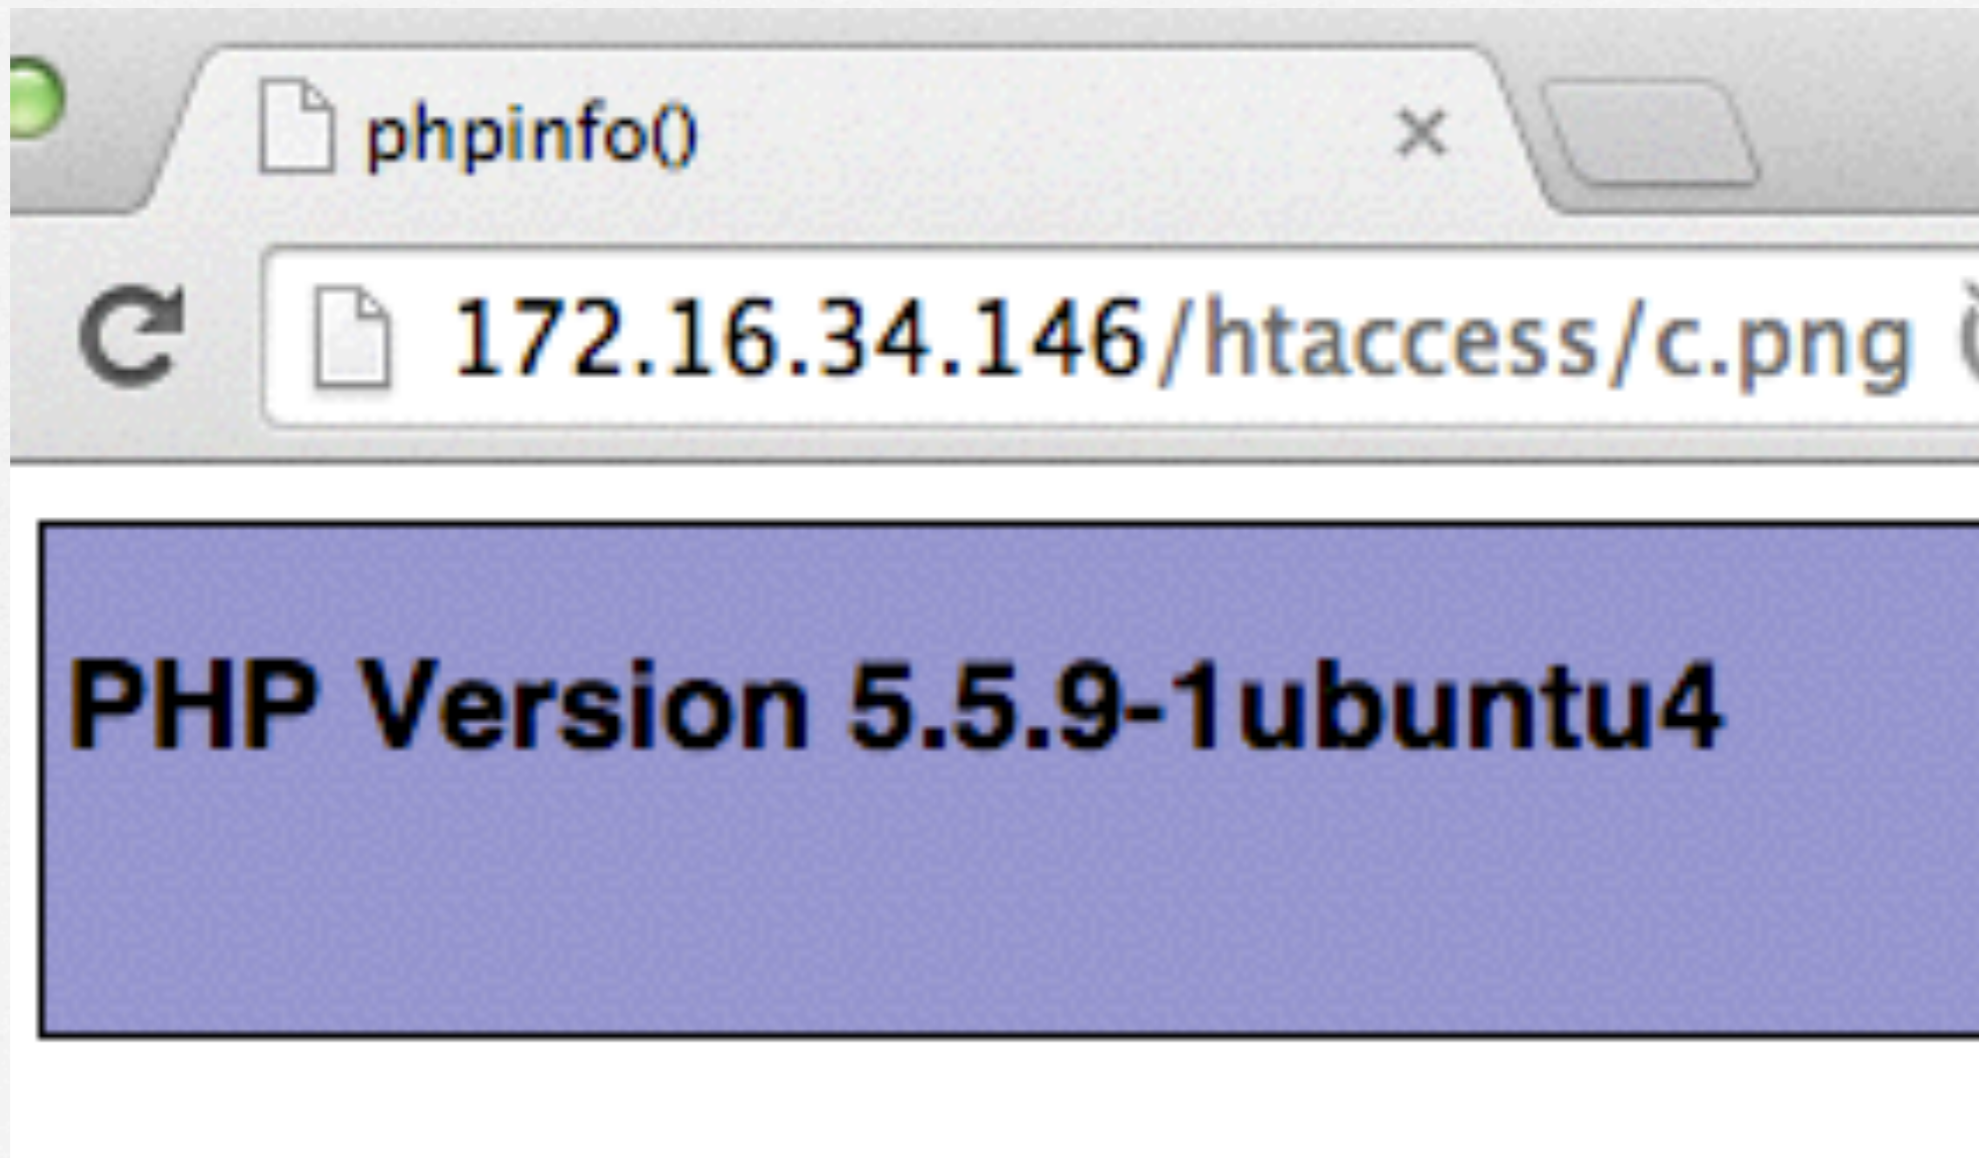 phpinfo()
172.16.34.146/htaccess/c.png
PHP Version 5.5.9-1ubuntu4